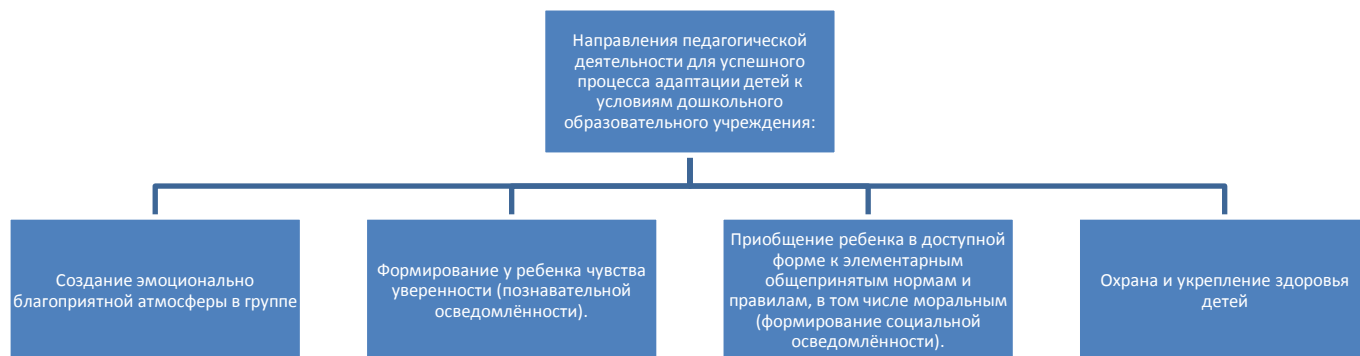 Направления педагогической
деятельности для успешного
процесса адаптации детей к
условиям дошкольного
образовательного учреждения:
Создание эмоционально
благоприятной атмосферы в группе
Формирование у ребенка чувства
уверенности (познавательной
осведомлённости).
Приобщение ребенка в доступной
форме к элементарным
общепринятым нормам и
правилам, в том числе моральным
(формирование социальной
осведомлённости).
Охрана и укрепление здоровья
детей